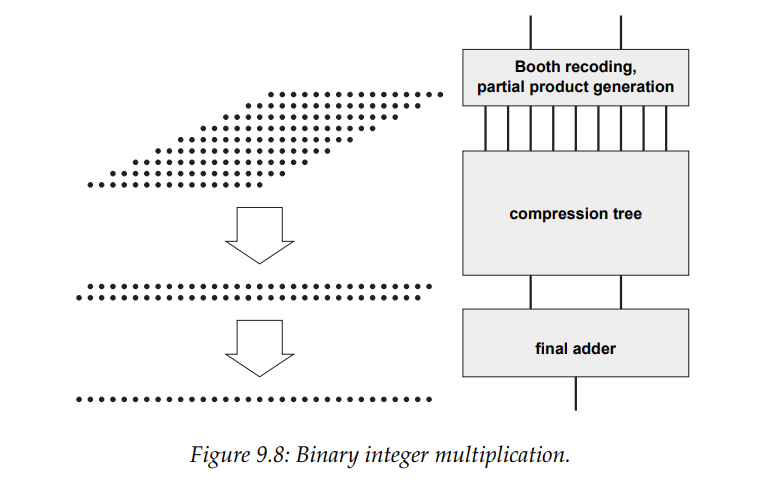 Booth recoding,
partial product generation
compression tree
final adder
Figure 9.8: Binary integer multiplication.